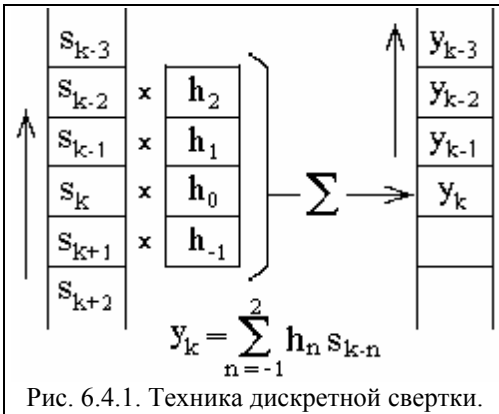 s_{k-3} y_{k-3}
s_{k-2} x h_2 y_{k-2}
s_{k-1} x h_1 y_{k-1}
s_k x h_0 Σ y_k
s_{k+1} x h_{-1}
s_{k+2}
y_k = \sum_{n=-1}^{2} h_n s_{k-n}
Рис. 6.4.1. Техника дискретной свертки.